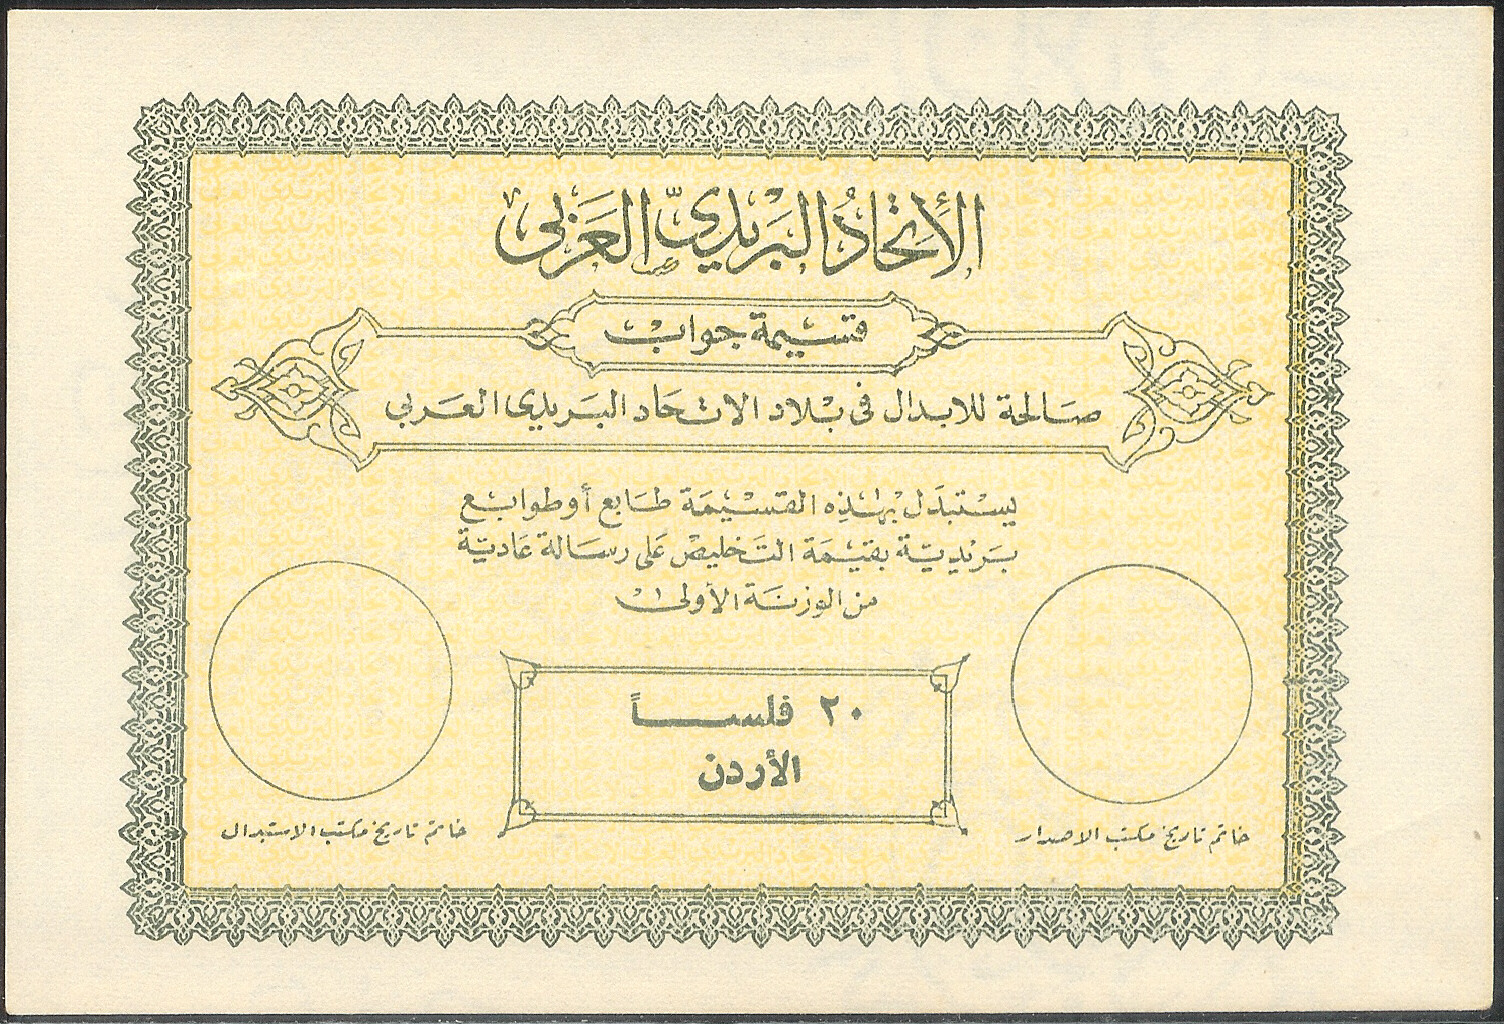 الاتحاد البريدي العربي
قسيمة جواب
صالحة للابدال في بلاد الاتحاد البريدي العربي
يستبدل بهذه القسيمة طابع أو طوابع
بريدية بقيمة التخليص على رسالة عادية
من الوزنة الأولى
٢٠ فلساً
الأردن
خاتم تاريخ مكتب الاصدار
خاتم تاريخ مكتب الاستبدال